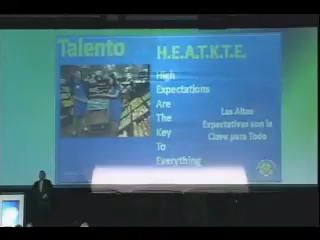 Talento
H.E.A.T.K.T.E.
High
Expectations
Are
The
Key
To
Everything
Las Altas
Expectativas son la
Clave para Todo